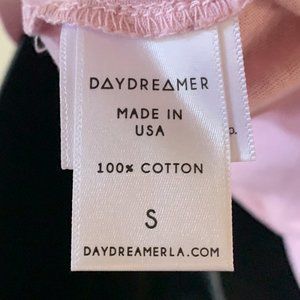 DAYDREAMER
MADE IN
USA
100% COTTON
S
DAYDREAMERLA.COM